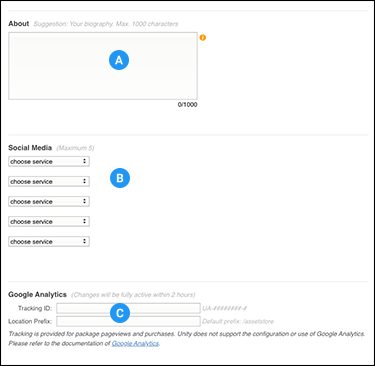 About Suggestion: Your biography. Max. 1000 characters
A
0/1000
Social Media (Maximum 5)
choose service
B
choose service
choose service
choose service
choose service
Google Analytics (Changes will be fully active within 2 hours)
Tracking ID: UA-########-#
C
Location Prefix: Default prefix: /assetstore
Tracking is provided for package pageviews and purchases. Unity does not support the configuration or use of Google Analytics.
Please refer to the documentation of Google Analytics.